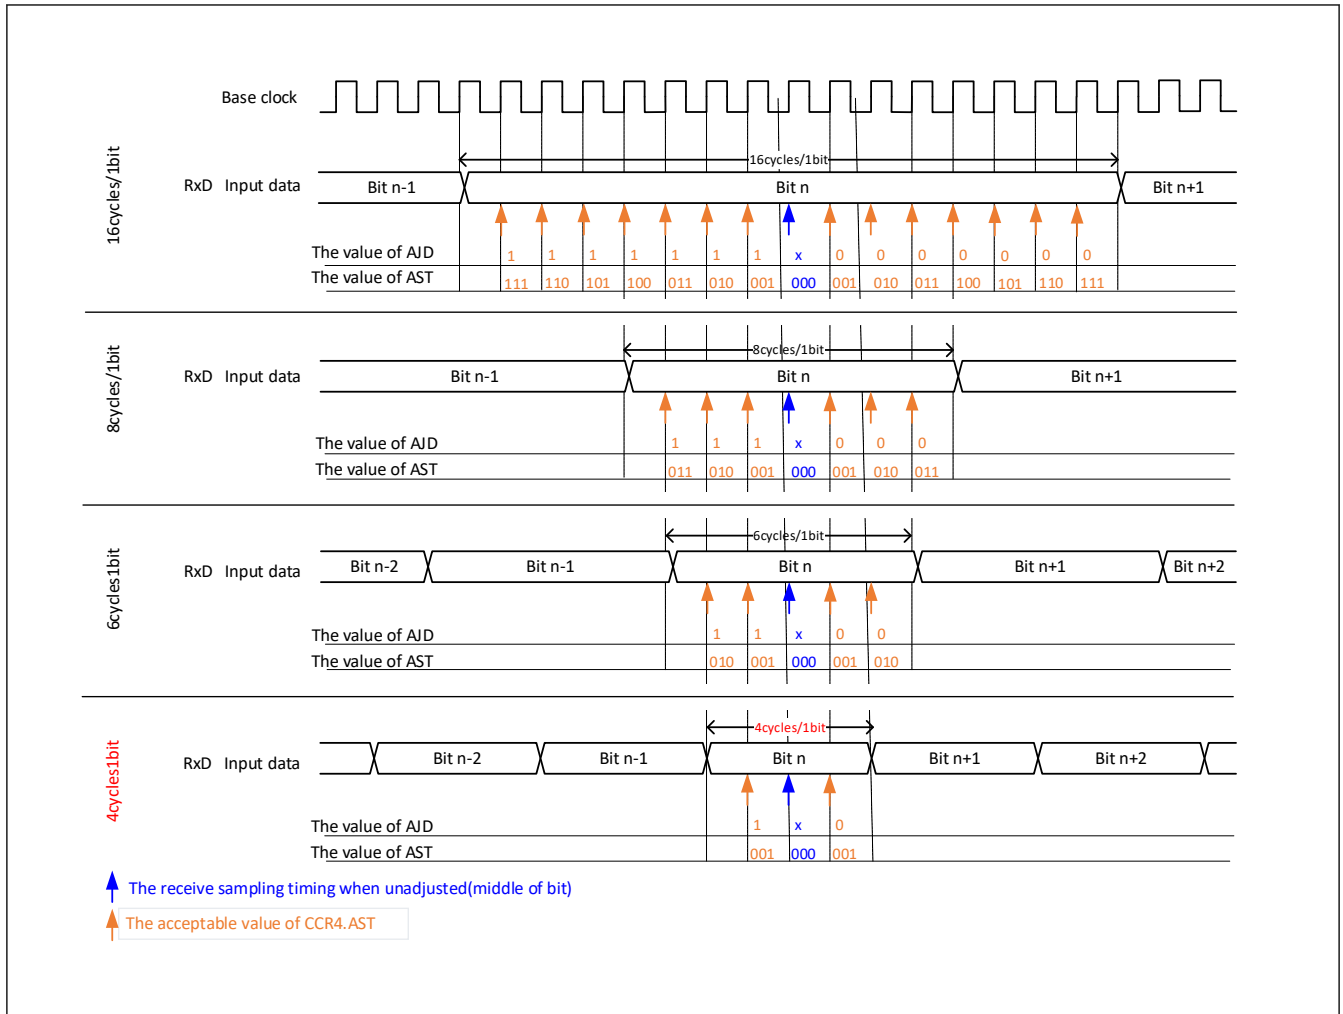 Base clock
16cycles/1bit
16cycles/1bit
RxD Input data
Bit n-1
Bit n
Bit n+1
The value of AJD
1 1 1 1 1 1 1 x 0 0 0 0 0 0 0
The value of AST
111 110 101 100 011 010 001 000 001 010 011 100 101 110 111
8cycles/1bit
8cycles/1bit
RxD Input data
Bit n-1
Bit n
Bit n+1
The value of AJD
1 1 1 x 0 0 0
The value of AST
011 010 001 000 001 010 011
6cycles1bit
6cycles/1bit
RxD Input data
Bit n-2
Bit n-1
Bit n
Bit n+1
Bit n+2
The value of AJD
1 1 x 0 0
The value of AST
010 001 000 001 010
4cycles1bit
4cycles/1bit
RxD Input data
Bit n-2
Bit n-1
Bit n
Bit n+1
Bit n+2
The value of AJD
1 x 0
The value of AST
001 000 001
The receive sampling timing when unadjusted(middle of bit)
The acceptable value of CCR4.AST